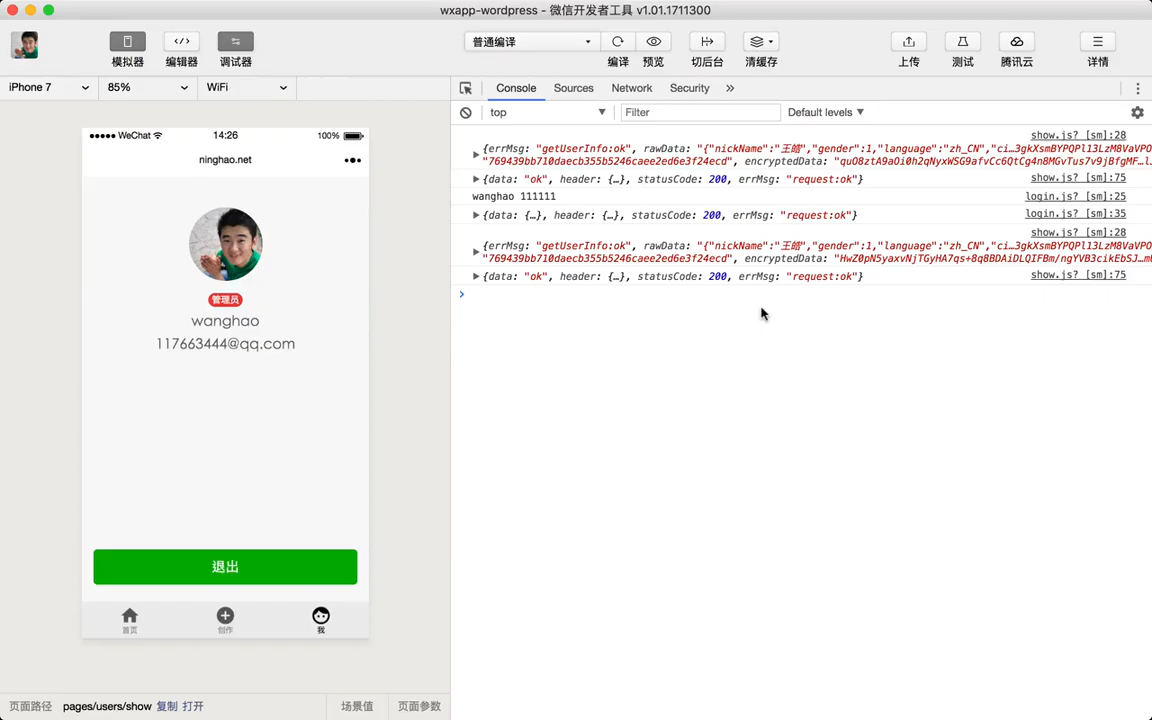 wxapp-wordpress - 微信开发者工具 v1.01.1711300
模拟器 编辑器 调试器 普通编译 编译 预览 切后台 清缓存 上传 测试 腾讯云 详情
iPhone 7 85% WiFi
Console Sources Network Security »
top Filter Default levels
WeChat 14:26 100%
ninghao.net
管理员
wanghao
117663444@qq.com
退出
首页 创作 我
show.js? [sm]:28
{errMsg: "getUserInfo:ok", rawData: "{"nickName":"王皓","gender":1,"language":"zh_CN","ci…3gkXsmBYPQPl13LzM8VaVPO
"769439bb710daecb355b5246caee2ed6e3f24ecd", encryptedData: "quO8ztA9aOi0h2qNyxWSG9afvCc6QtCg4n8MGvTus7v9jBfgMF…l
{data: "ok", header: {…}, statusCode: 200, errMsg: "request:ok"} show.js? [sm]:75
wanghao 111111 login.js? [sm]:25
{data: {…}, header: {…}, statusCode: 200, errMsg: "request:ok"} login.js? [sm]:35
show.js? [sm]:28
{errMsg: "getUserInfo:ok", rawData: "{"nickName":"王皓","gender":1,"language":"zh_CN","ci…3gkXsmBYPQPl13LzM8VaVPO
"769439bb710daecb355b5246caee2ed6e3f24ecd", encryptedData: "HwZ0pN5yaxvNjTGyHA7qs+8q8BDAiDLQIFBm/ngYVB3cikEbSJ…m
{data: "ok", header: {…}, statusCode: 200, errMsg: "request:ok"} show.js? [sm]:75
页面路径 pages/users/show 复制 打开 场景值 页面参数